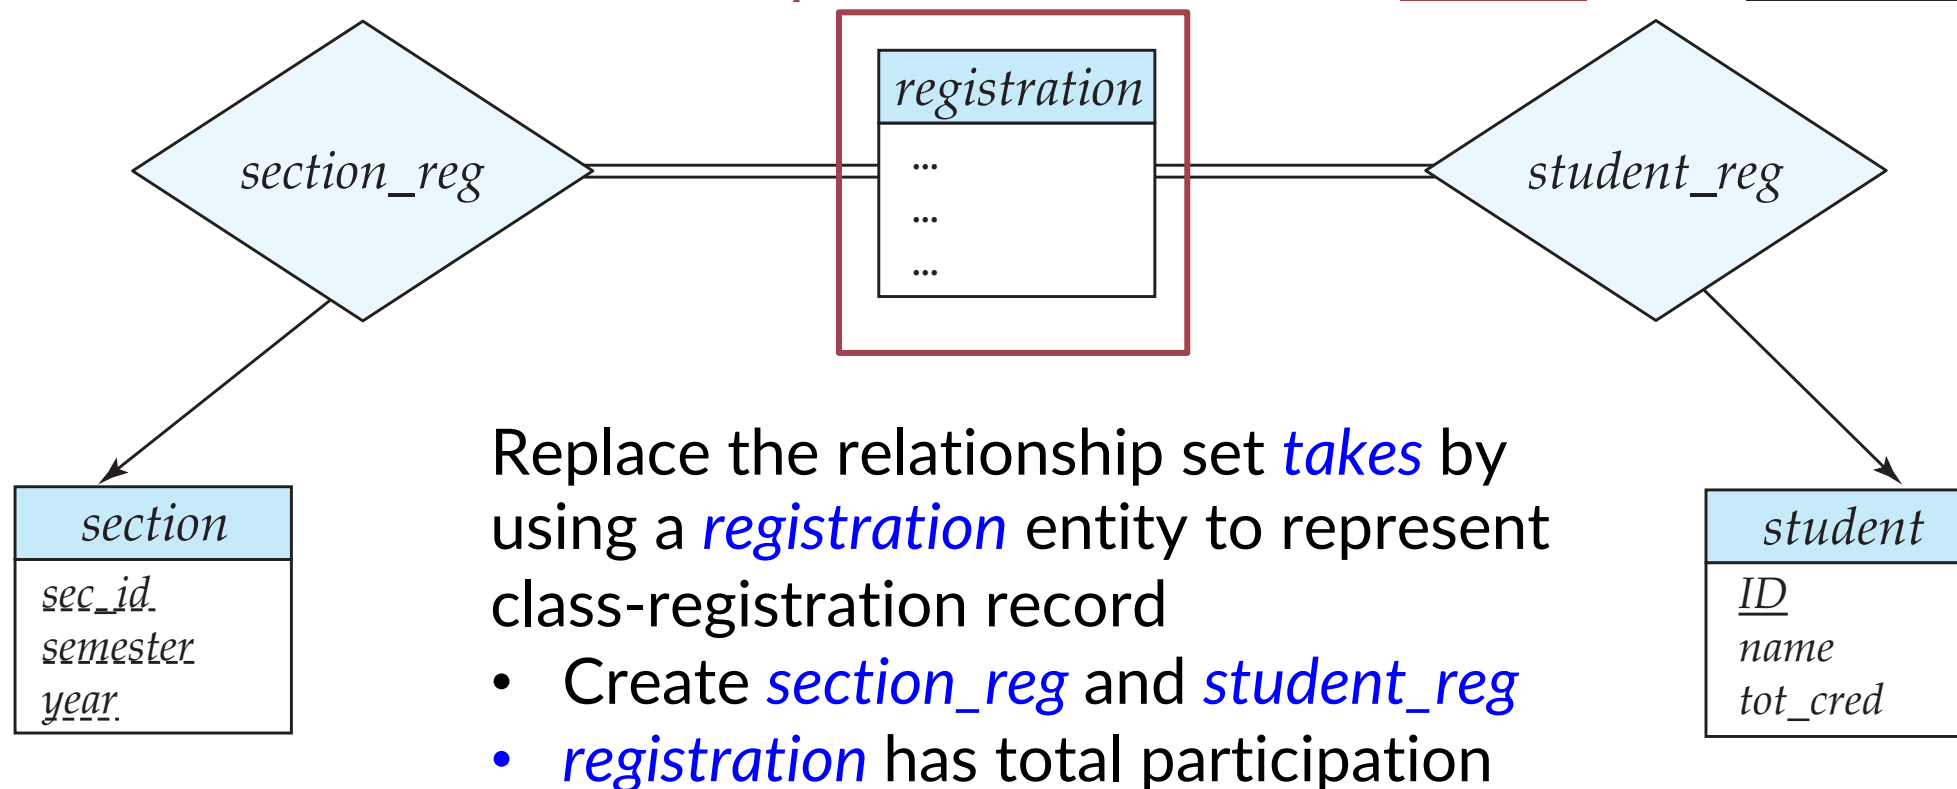 registration
...
...
...
section_reg
student_reg
section
sec_id
semester
year
Replace the relationship set takes by
using a registration entity to represent
class-registration record
• Create section_reg and student_reg
• registration has total participation
student
ID
name
tot_cred